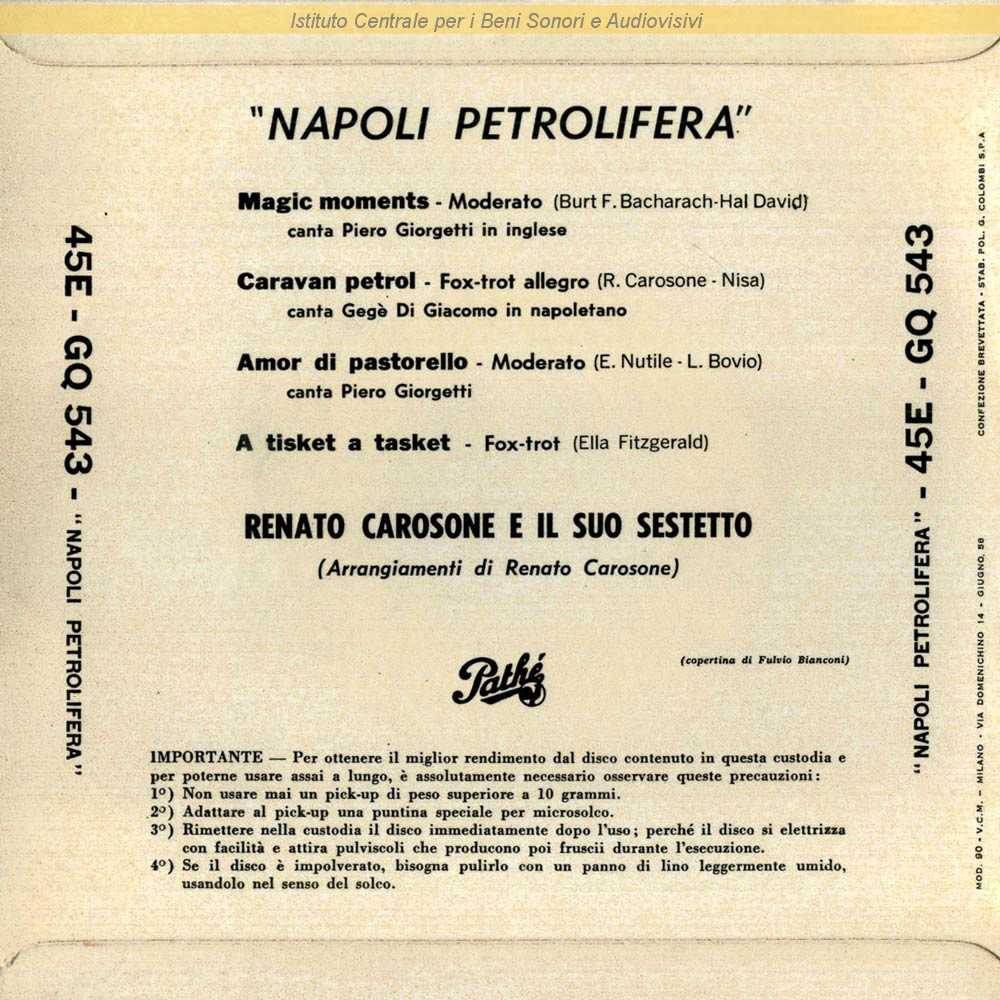 Istituto Centrale per i Beni Sonori e Audiovisivi
"NAPOLI PETROLIFERA"
Magic moments - Moderato (Burt F. Bacharach-Hal David)
canta Piero Giorgetti in inglese
Caravan petrol - Fox-trot allegro (R. Carosone - Nisa)
canta Gegè Di Giacomo in napoletano
Amor di pastorello - Moderato (E. Nutile - L. Bovio)
canta Piero Giorgetti
A tisket a tasket - Fox-trot (Ella Fitzgerald)
RENATO CAROSONE E IL SUO SESTETTO
(Arrangiamenti di Renato Carosone)
Pathé
(copertina di Fulvio Bianconi)
IMPORTANTE — Per ottenere il miglior rendimento dal disco contenuto in questa custodia e
per poterne usare assai a lungo, è assolutamente necessario osservare queste precauzioni:
1º) Non usare mai un pick-up di peso superiore a 10 grammi.
2º) Adattare al pick-up una puntina speciale per microsolco.
3º) Rimettere nella custodia il disco immediatamente dopo l'uso; perché il disco si elettrizza
con facilità e attira pulviscoli che producono poi fruscii durante l'esecuzione.
4º) Se il disco è impolverato, bisogna pulirlo con un panno di lino leggermente umido,
usandolo nel senso del solco.
45E - GQ 543 - "NAPOLI PETROLIFERA"
"NAPOLI PETROLIFERA" - 45E - GQ 543
MOD. 90 - V.C.M. - MILANO - VIA DOMENICHINO 14 - GIUGNO, 58
CONFEZIONE BREVETTATA - STAB. POL. G. COLOMBI S.P.A